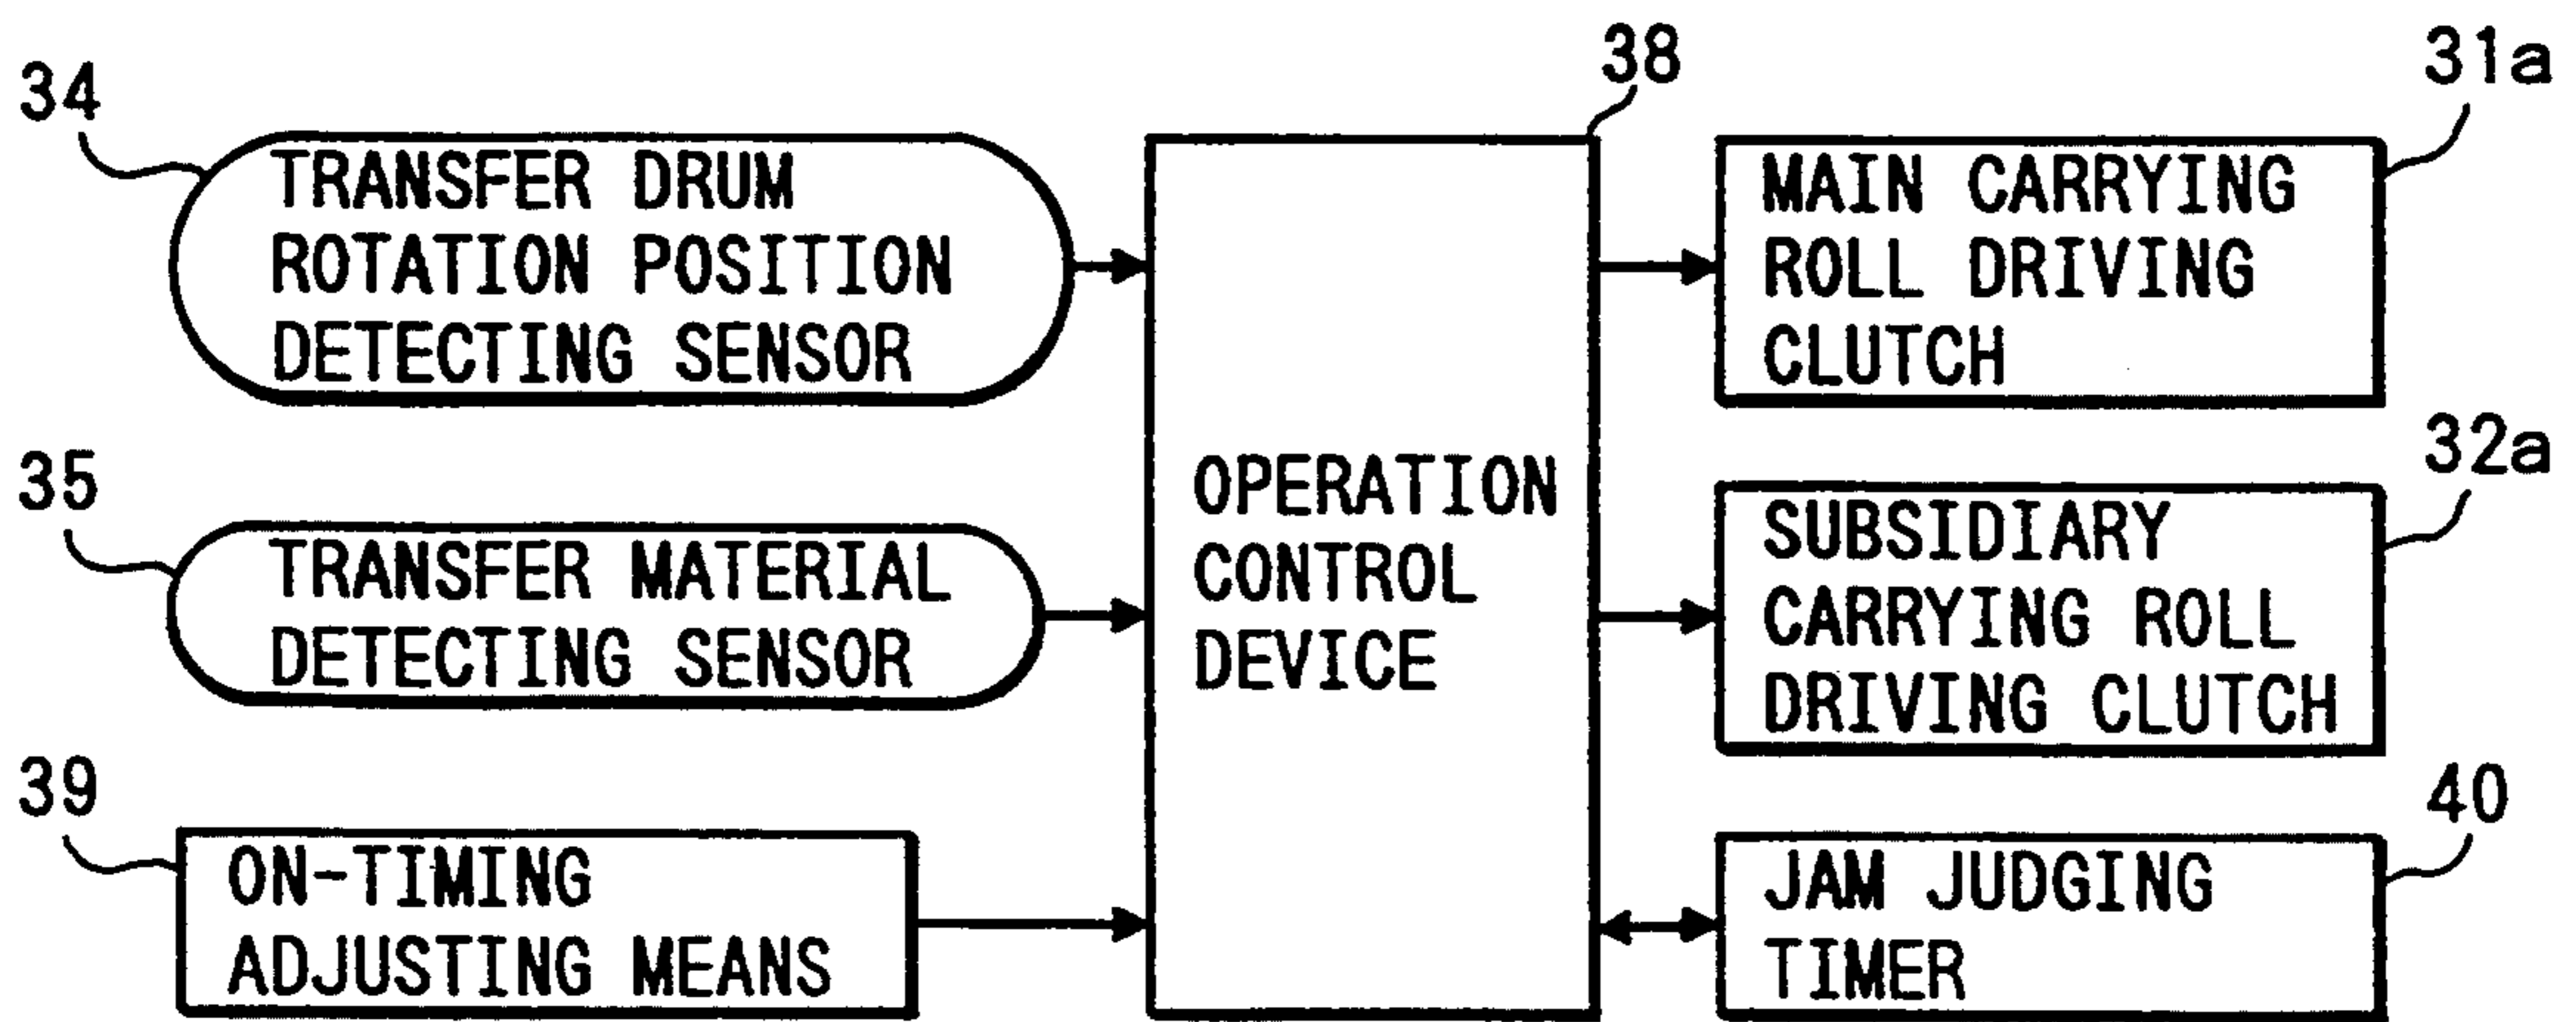 34
TRANSFER DRUM
ROTATION POSITION
DETECTING SENSOR
35
TRANSFER MATERIAL
DETECTING SENSOR
39
ON-TIMING
ADJUSTING MEANS
38
OPERATION
CONTROL
DEVICE
31a
MAIN CARRYING
ROLL DRIVING
CLUTCH
32a
SUBSIDIARY
CARRYING ROLL
DRIVING CLUTCH
40
JAM JUDGING
TIMER